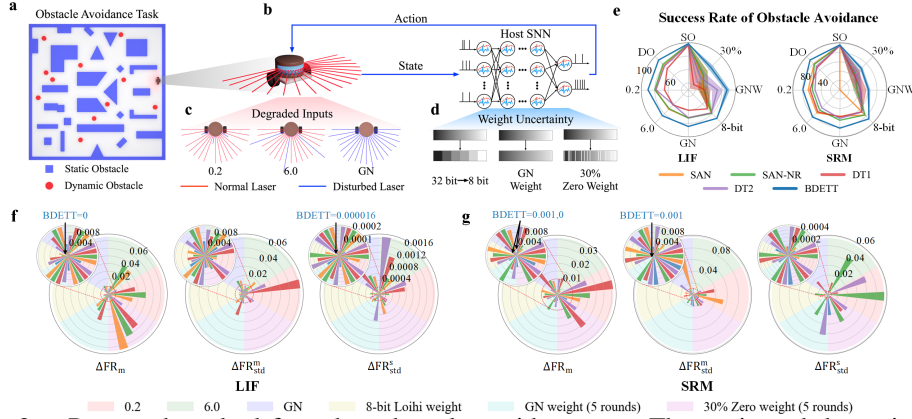 a
Obstacle Avoidance Task
Static Obstacle
Dynamic Obstacle
b
Action
State
Host SNN
c
Degraded Inputs
0.2
6.0
GN
Normal Laser
Disturbed Laser
d
Weight Uncertainty
32 bit→8 bit
GN
Weight
30%
Zero Weight
e
Success Rate of Obstacle Avoidance
SO
30%
GNW
8-bit
GN
6.0
0.2
DO
100
60
LIF
SO
30%
GNW
8-bit
GN
6.0
0.2
DO
80
40
SRM
SAN
SAN-NR
DT1
DT2
BDETT
f
BDETT=0
0.008
0.004
0.06
0.04
0.02
ΔFRm
0.008
0.004
0.06
0.04
0.02
ΔFRmstd
BDETT=0.000016
0.0002
0.0001
0.0016
0.0012
0.0008
0.0004
ΔFRsstd
LIF
g
BDETT=0.001,0
0.008
0.004
0.03
0.02
0.01
ΔFRm
BDETT=0.001
0.008
0.004
0.08
0.04
ΔFRmstd
0.0004
0.0002
0.0004
ΔFRsstd
SRM
0.2
6.0
GN
8-bit Loihi weight
GN weight (5 rounds)
30% Zero weight (5 rounds)